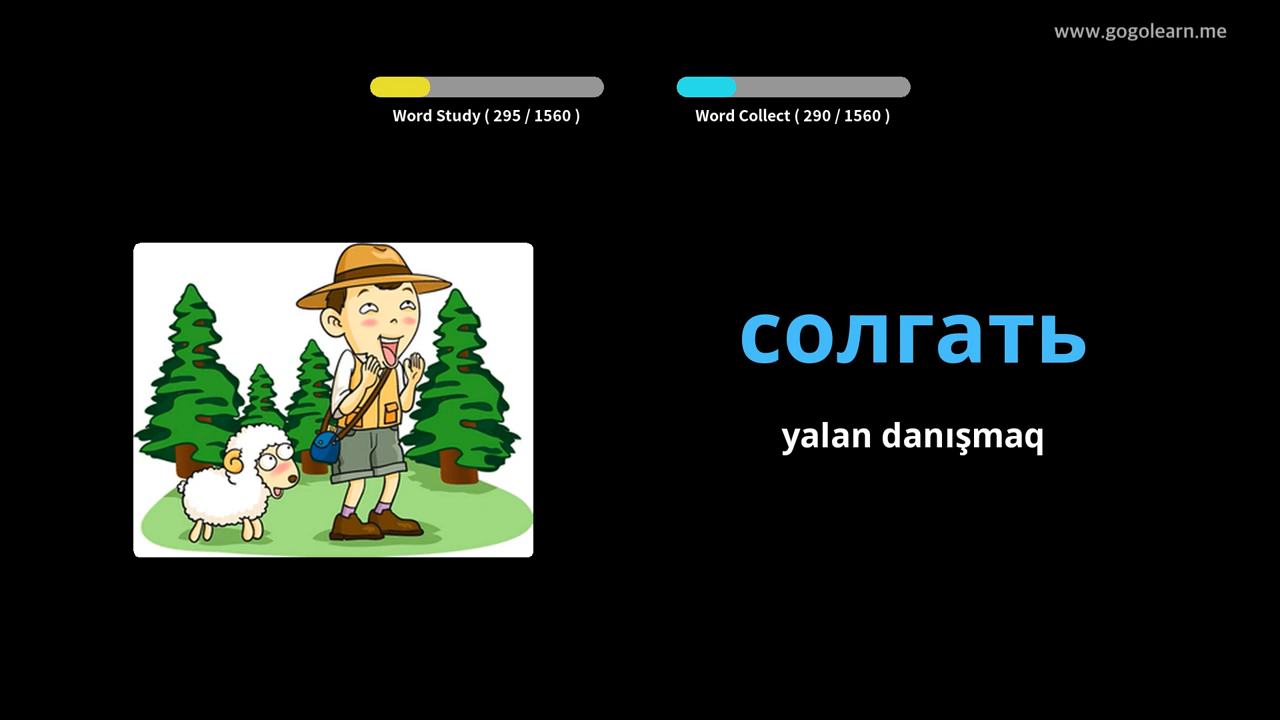 www.gogolearn.me
Word Study ( 295 / 1560 )
Word Collect ( 290 / 1560 )
солгать
yalan danışmaq